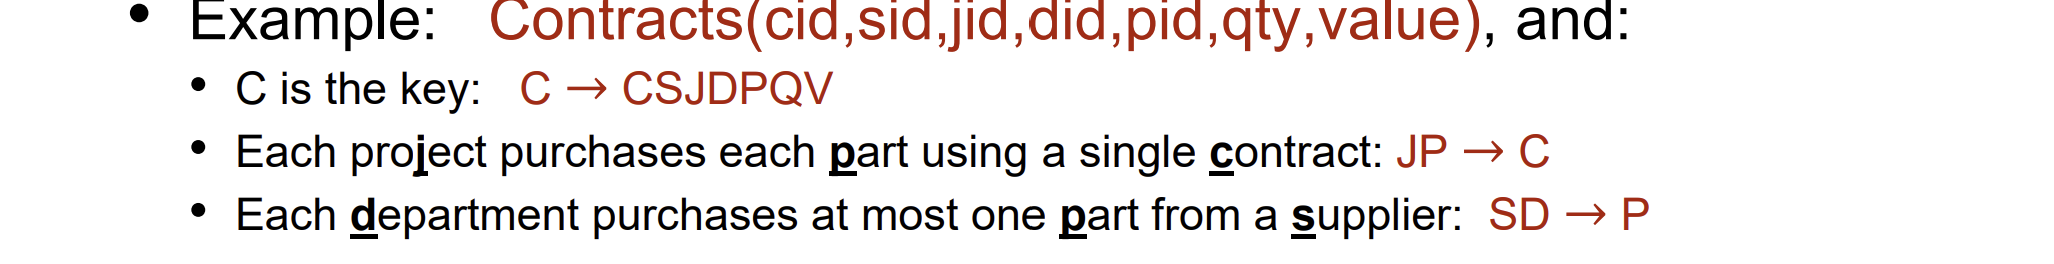 • Example: Contracts(cid,sid,jid,did,pid,qty,value), and:
• C is the key: C → CSJDPQV
• Each project purchases each part using a single contract: JP → C
• Each department purchases at most one part from a supplier: SD → P